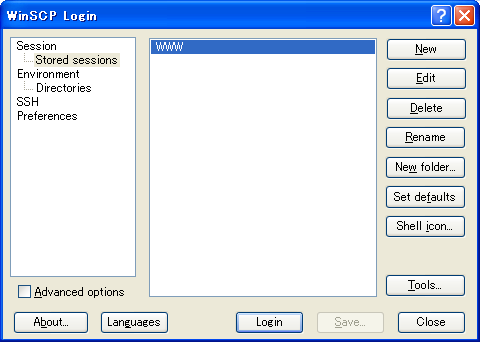 WinSCP Login
Session
Stored sessions
Environment
Directories
SSH
Preferences
Advanced options
WWW
New
Edit
Delete
Rename
New folder...
Set defaults
Shell icon...
Tools...
About...
Languages
Login
Save...
Close